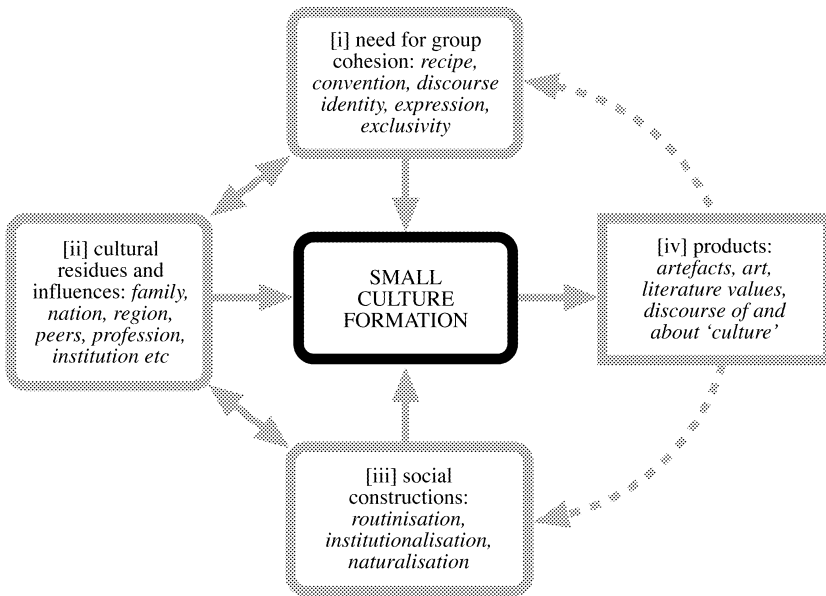 [i] need for group
cohesion: recipe,
convention, discourse
identity, expression,
exclusivity
[ii] cultural
residues and
influences: family,
nation, region,
peers, profession,
institution etc
SMALL
CULTURE
FORMATION
[iv] products:
artefacts, art,
literature values,
discourse of and
about ‘culture’
[iii] social
constructions:
routinisation,
institutionalisation,
naturalisation